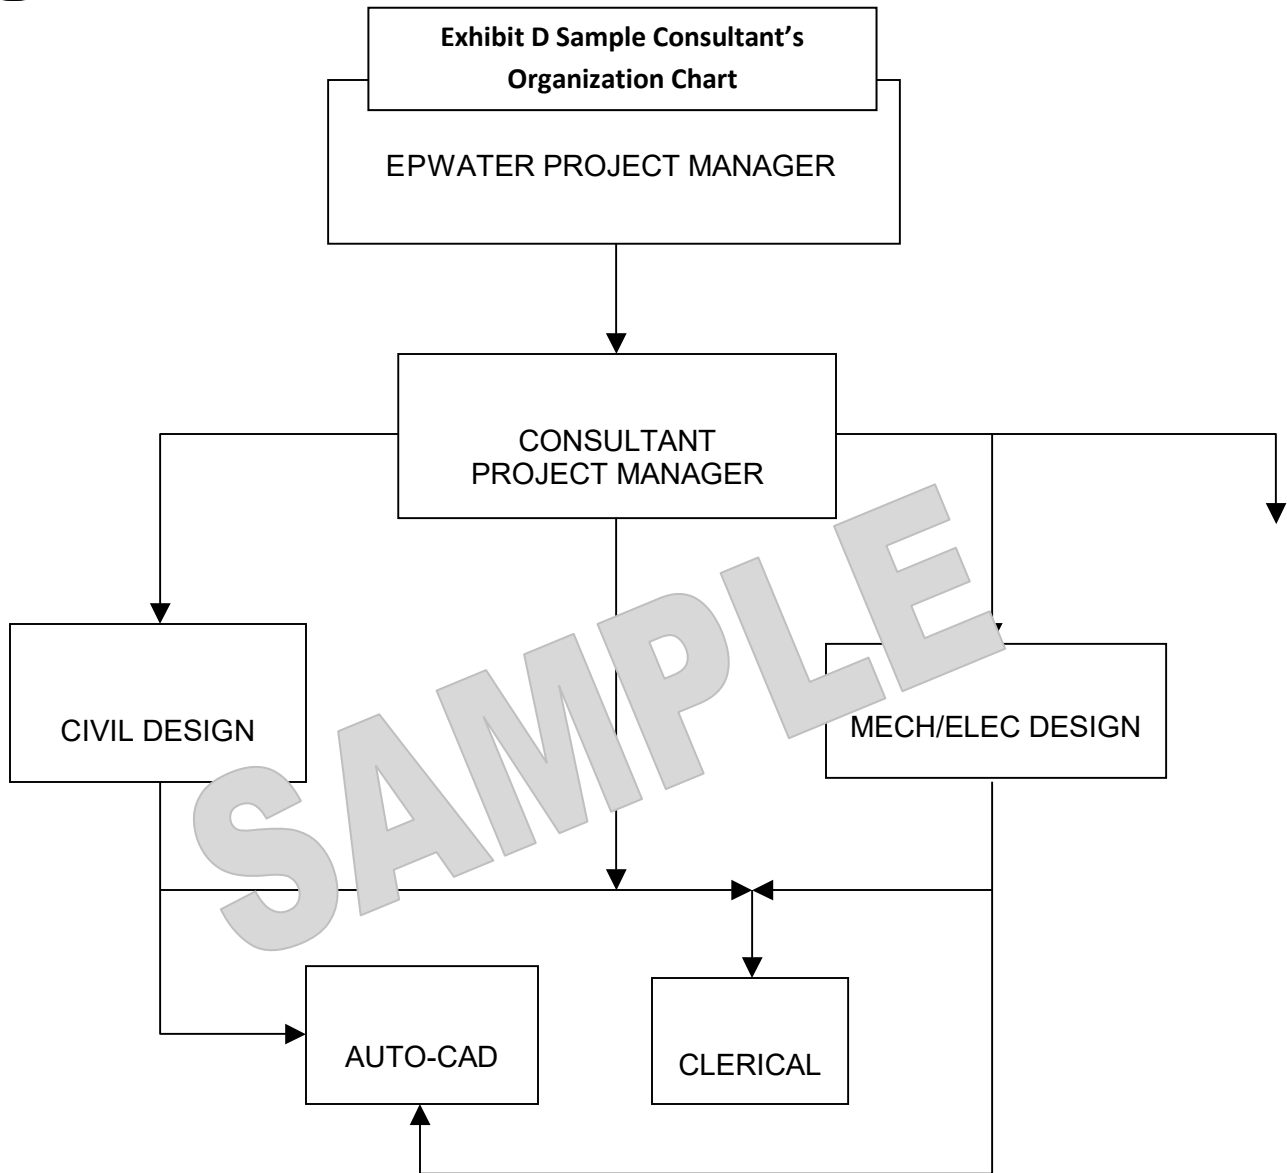 Exhibit D Sample Consultant’s
Organization Chart
EPWATER PROJECT MANAGER
CONSULTANT
PROJECT MANAGER
SAMPLE
CIVIL DESIGN
MECH/ELEC DESIGN
AUTO-CAD
CLERICAL